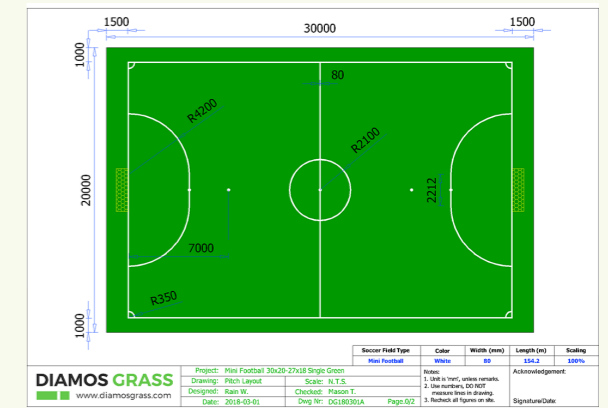 1500
30000
1500
1000
80
R4200
R2100
20000
2212
7000
R350
1000
Soccer Field Type Color Width (mm) Length (m) Scaling
Mini Football White 80 154.2 100%
DIAMOS GRASS
www.diamosgrass.com
Project: Mini Football 30x20-27x18 Single Green
Drawing: Pitch Layout Scale: N.T.S.
Designed: Rain W. Checked: Mason T.
Date: 2018-03-01 Dwg Nr: DG180301A Page:0/2
Notes:
1. Unit is 'mm', unless remarks.
2. Use numbers, DO NOT
measure lines in drawing.
3. Recheck all figures on site.
Acknowledgement:
Signature/Date: